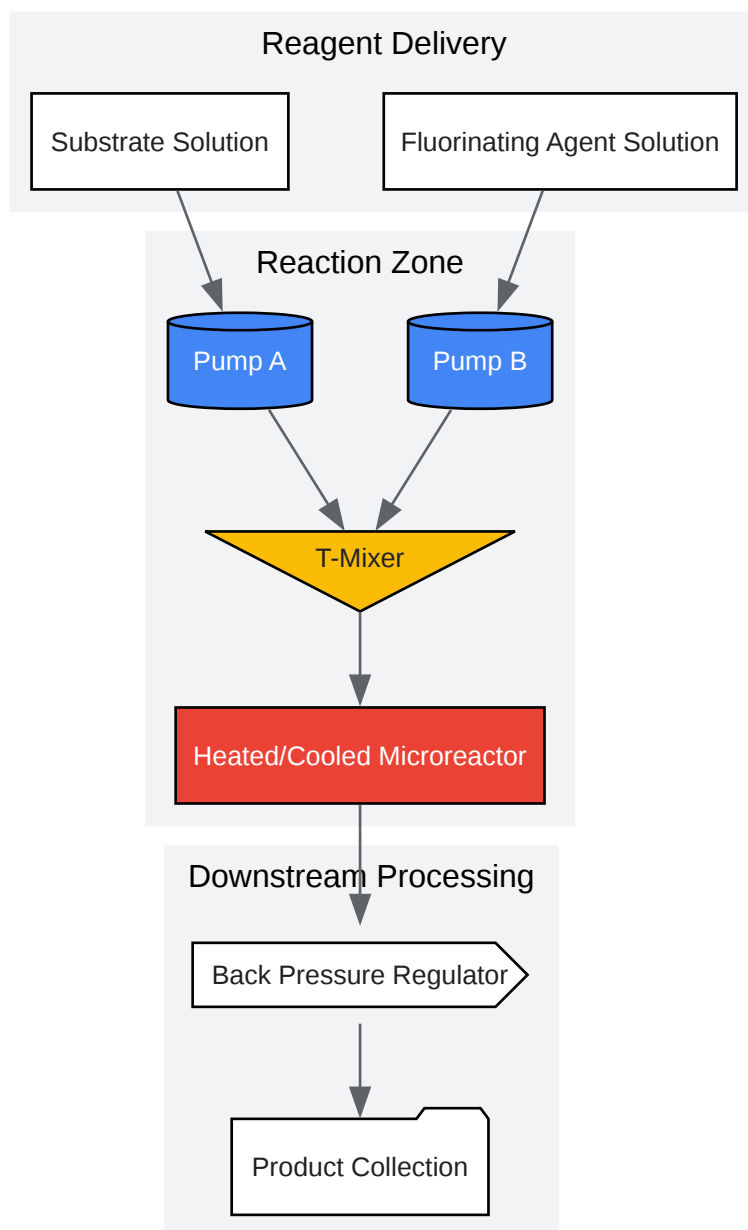 Reagent Delivery
Substrate Solution
Fluorinating Agent Solution
Reaction Zone
Pump A
Pump B
T-Mixer
Heated/Cooled Microreactor
Downstream Processing
Back Pressure Regulator
Product Collection